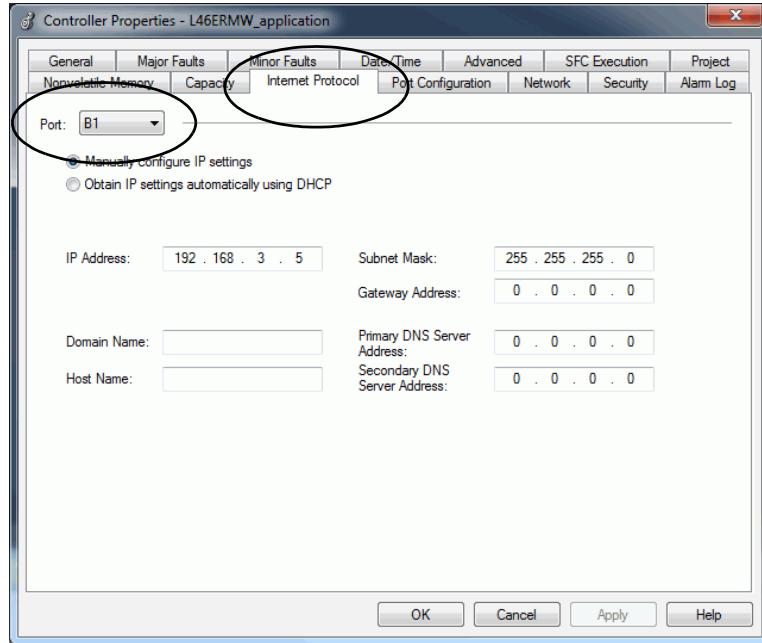 Controller Properties - L46ERMW_application
General Major Faults Minor Faults Date/Time Advanced SFC Execution Project
Nonvolatile Memory Capacity Internet Protocol Port Configuration Network Security Alarm Log
Port: B1
Manually configure IP settings
Obtain IP settings automatically using DHCP
IP Address: 192 . 168 . 3 . 5 Subnet Mask: 255 . 255 . 255 . 0
Gateway Address: 0 . 0 . 0 . 0
Domain Name: Primary DNS Server Address: 0 . 0 . 0 . 0
Host Name: Secondary DNS Server Address: 0 . 0 . 0 . 0
OK Cancel Apply Help